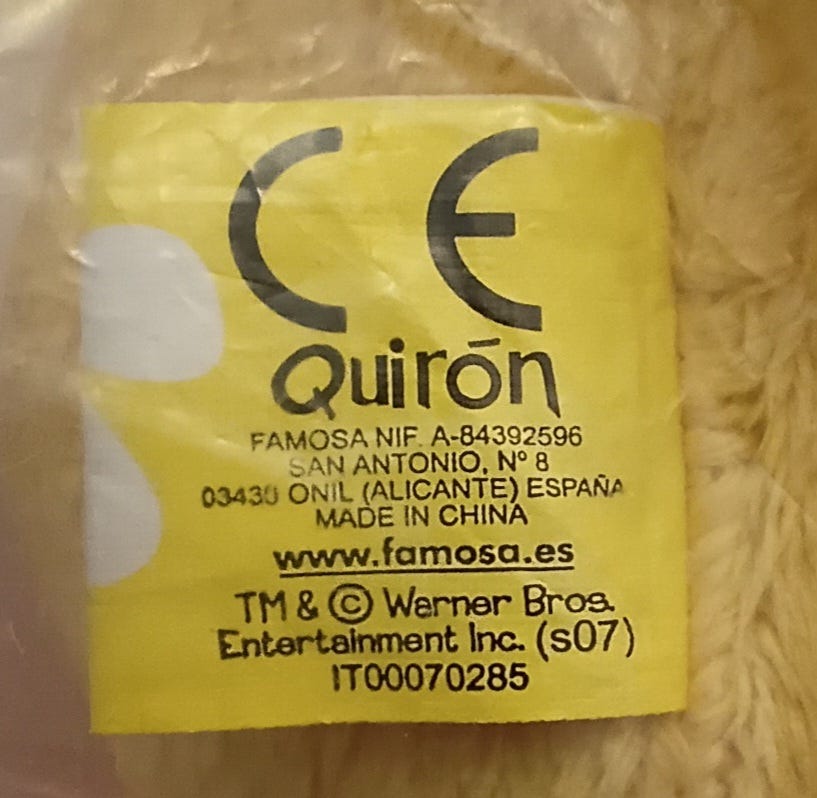 CE
Quirón
FAMOSA NIF. A-84392596
SAN ANTONIO, Nº 8
03430 ONIL (ALICANTE) ESPAÑA
MADE IN CHINA
www.famosa.es
TM & © Warner Bros.
Entertainment Inc. (s07)
IT00070285